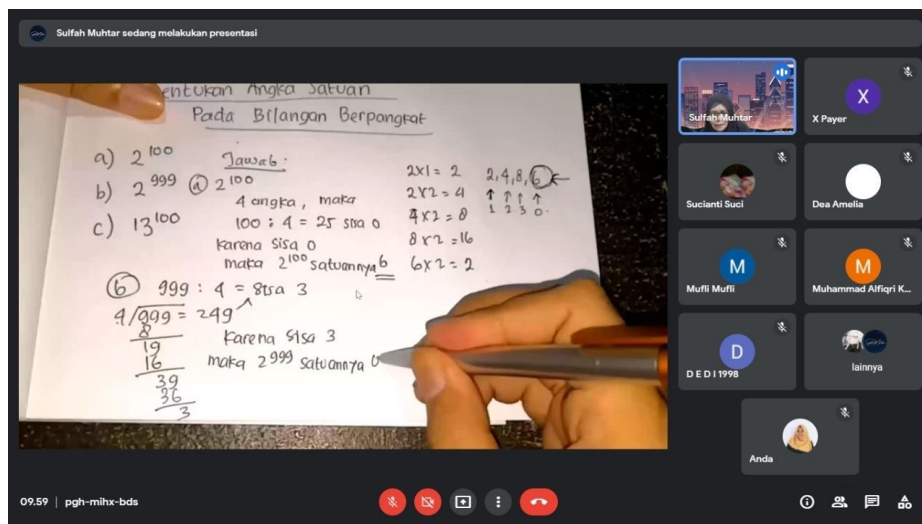 Sulfah Muhtar sedang melakukan presentasi
entukan Angka Satuan
Pada Bilangan Berpangkat
a) 2^100
b) 2^999
c) 13^100
Jawab :
ⓐ 2^100
4 angka, maka
100 : 4 = 25 sisa 0
karena sisa 0
maka 2^100 satuannya 6
2x1 = 2
2x2 = 4
4x2 = 8
8x2 = 16
6x2 = 2
2, 4, 8, 6
↑ ↑ ↑ ↑
1 2 3 0
ⓑ 999 : 4 = sisa 3
4/999 = 249
8
19
16
39
36
3
Karena sisa 3
maka 2^999 satuannya
Sulfah Muhtar
X
X Payer
Sucianti Suci
Dea Amelia
M
Mufli Mufli
M
Muhammad Alfiqri K...
D
D E D I 1998
lainnya
Anda
09.59 | pgh-mihx-bds